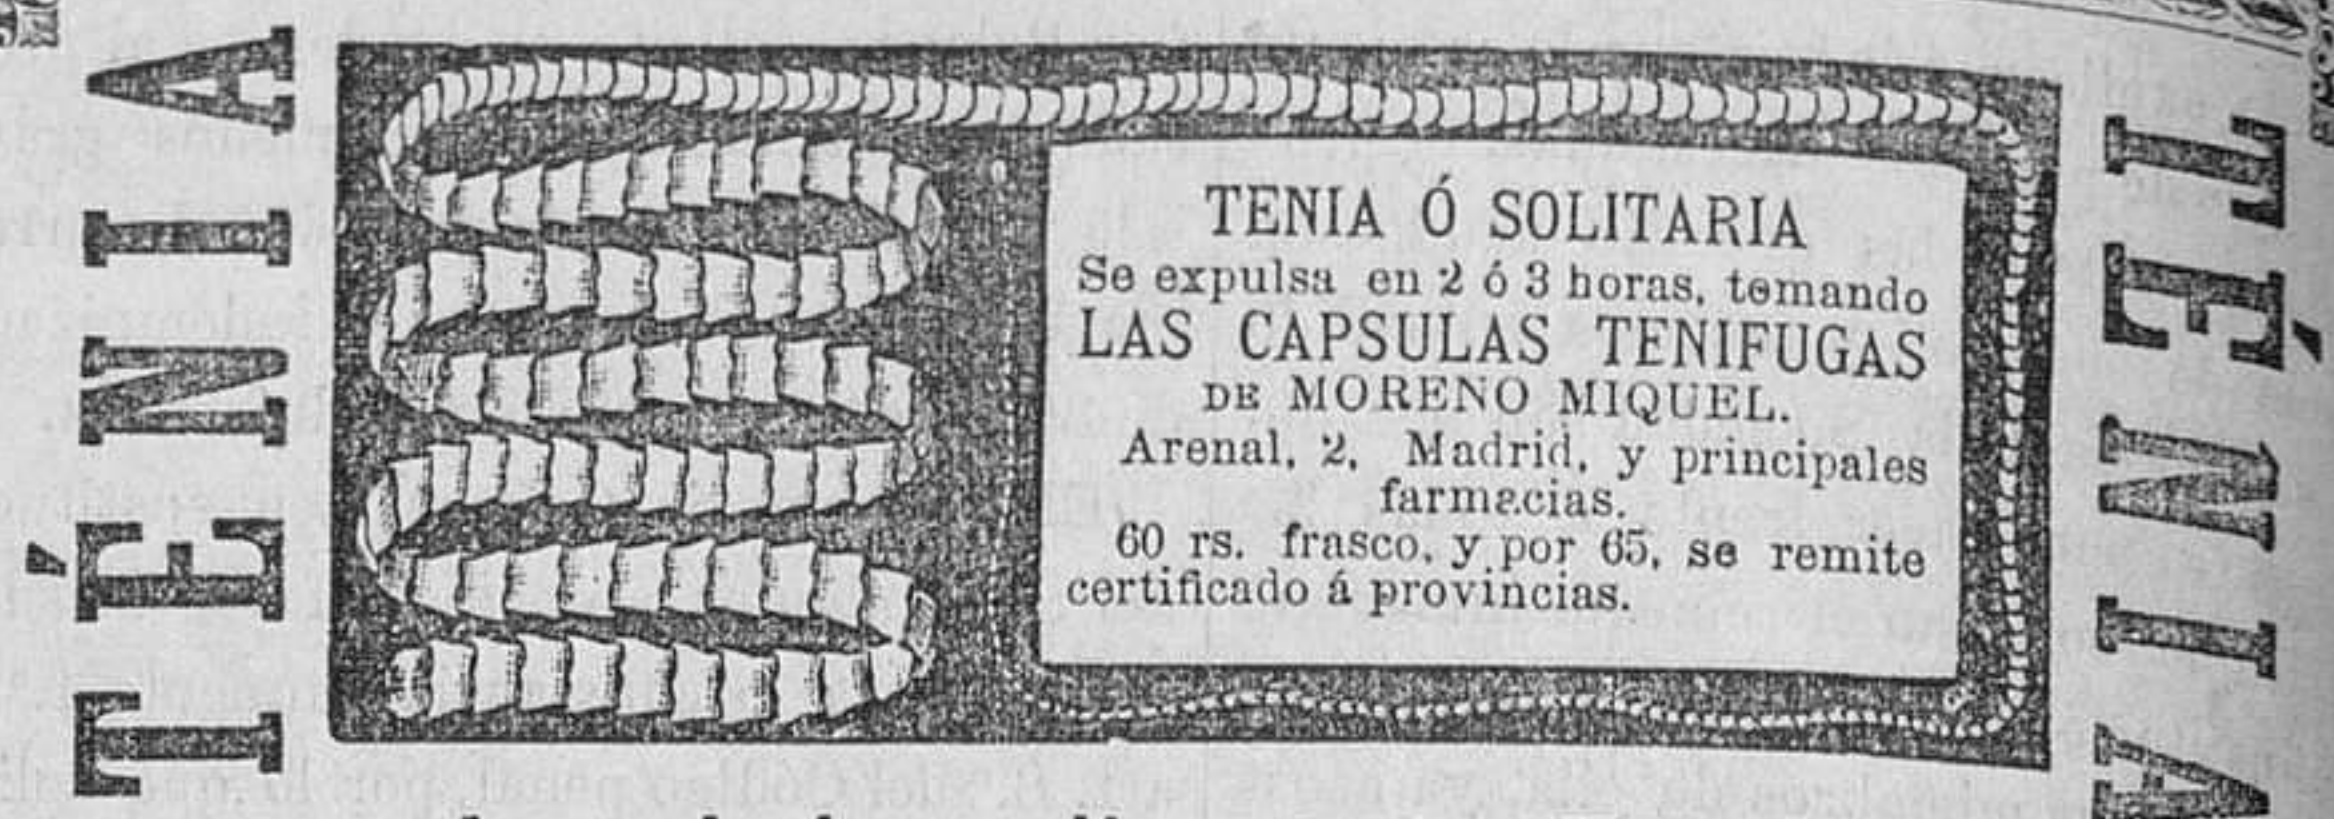 TÉNIA
TENIA Ó SOLITARIA
Se expulsa en 2 ó 3 horas, tomando
LAS CAPSULAS TENIFUGAS
DE MORENO MIQUEL.
Arenal, 2, Madrid, y principales
farmacias.
60 rs. frasco, y por 65, se remite
certificado á provincias.
TÉNIA